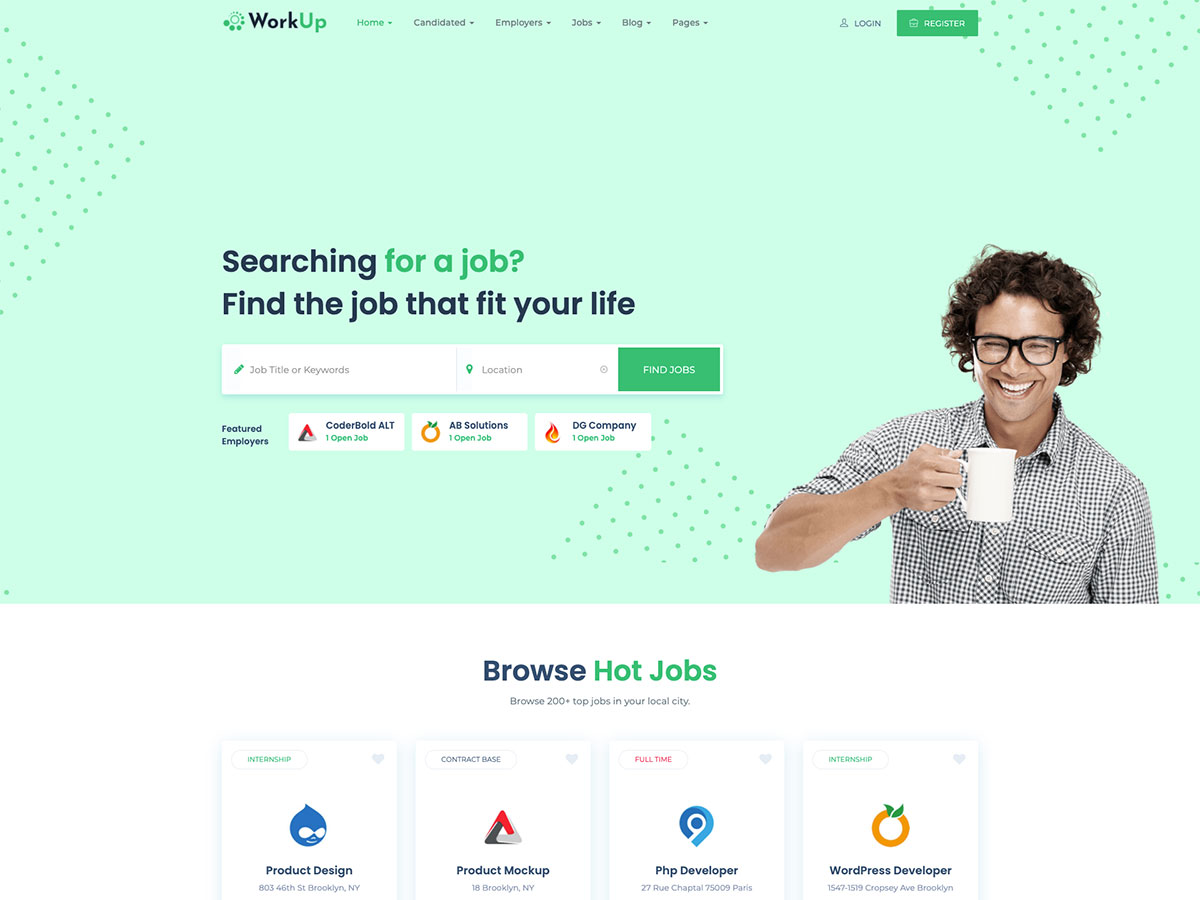 WorkUp
Home Candidated Employers Jobs Blog Pages LOGIN REGISTER
Searching for a job?
Find the job that fit your life
Job Title or Keywords Location FIND JOBS
Featured Employers
CoderBold ALT
1 Open Job
AB Solutions
1 Open Job
DG Company
1 Open Job
Browse Hot Jobs
Browse 200+ top jobs in your local city.
INTERNSHIP
Product Design
803 46th St Brooklyn, NY
CONTRACT BASE
Product Mockup
18 Brooklyn, NY
FULL TIME
Php Developer
27 Rue Chaptal 75009 Paris
INTERNSHIP
WordPress Developer
1547-1519 Cropsey Ave Brooklyn